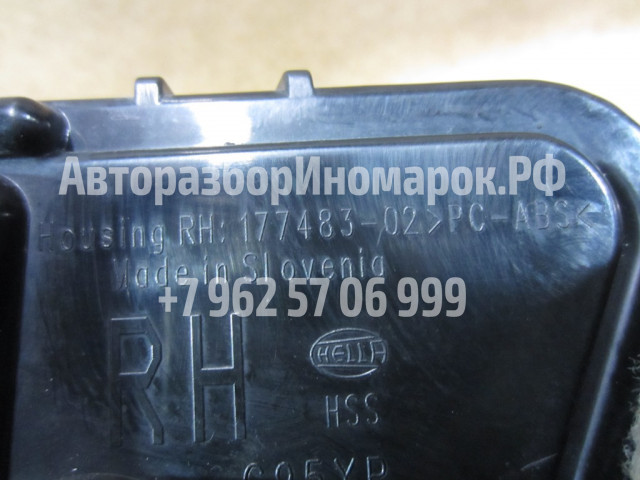 АвторазборИномарок.РФ
Housing RH: 177483-02 >PC-ABS<
Made in Slovenia
+7 962 57 06 999
RH
HELLA
HSS